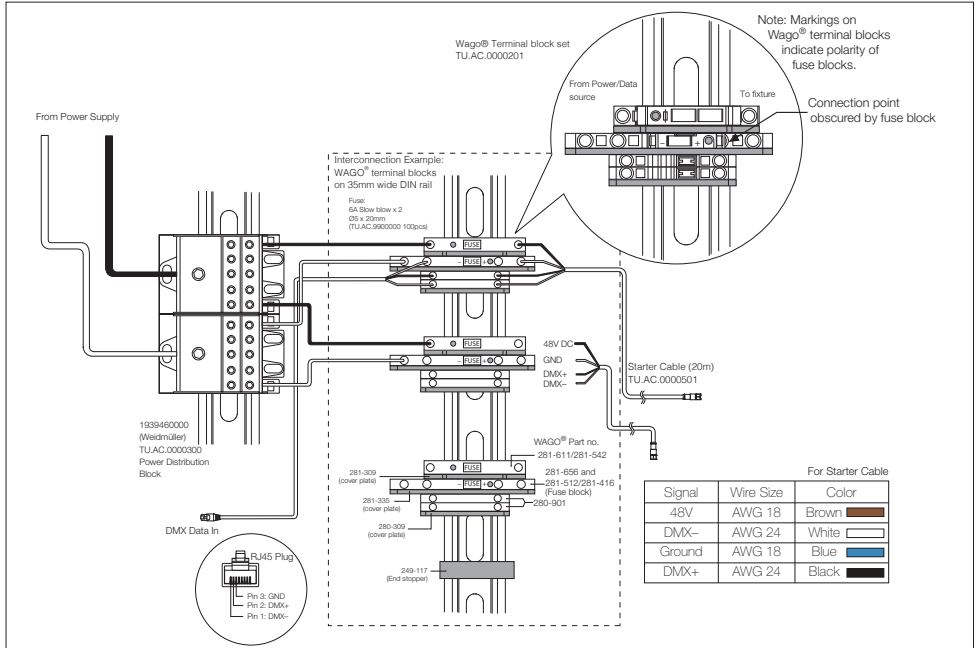 Note: Markings on
Wago® terminal blocks
indicate polarity of
fuse blocks.
Wago® Terminal block set
TU.AC.0000201
From Power/Data
source
To fixture
Connection point
obscured by fuse block
- +
From Power Supply
Interconnection Example:
WAGO® terminal blocks
on 35mm wide DIN rail
Fuse:
6A Slow blow x 2
Ø5 x 20mm
(TU.AC.9900000 100pcs)
FUSE
- FUSE +
FUSE
- FUSE +
48V DC
GND
DMX+
DMX–
Starter Cable (20m)
TU.AC.0000501
1939460000
(Weidmüller)
TU.AC.0000300
Power Distribution
Block
WAGO® Part no.
281-611/281-542
FUSE
281-309
(cover plate)
- FUSE +
281-656 and
281-512/281-416
(Fuse block)
281-335
(cover plate)
280-901
280-309
(cover plate)
249-117
(End stopper)
DMX Data In
RJ45 Plug
Pin 3: GND
Pin 2: DMX+
Pin 1: DMX–
For Starter Cable
Signal Wire Size Color
48V AWG 18 Brown
DMX– AWG 24 White
Ground AWG 18 Blue
DMX+ AWG 24 Black